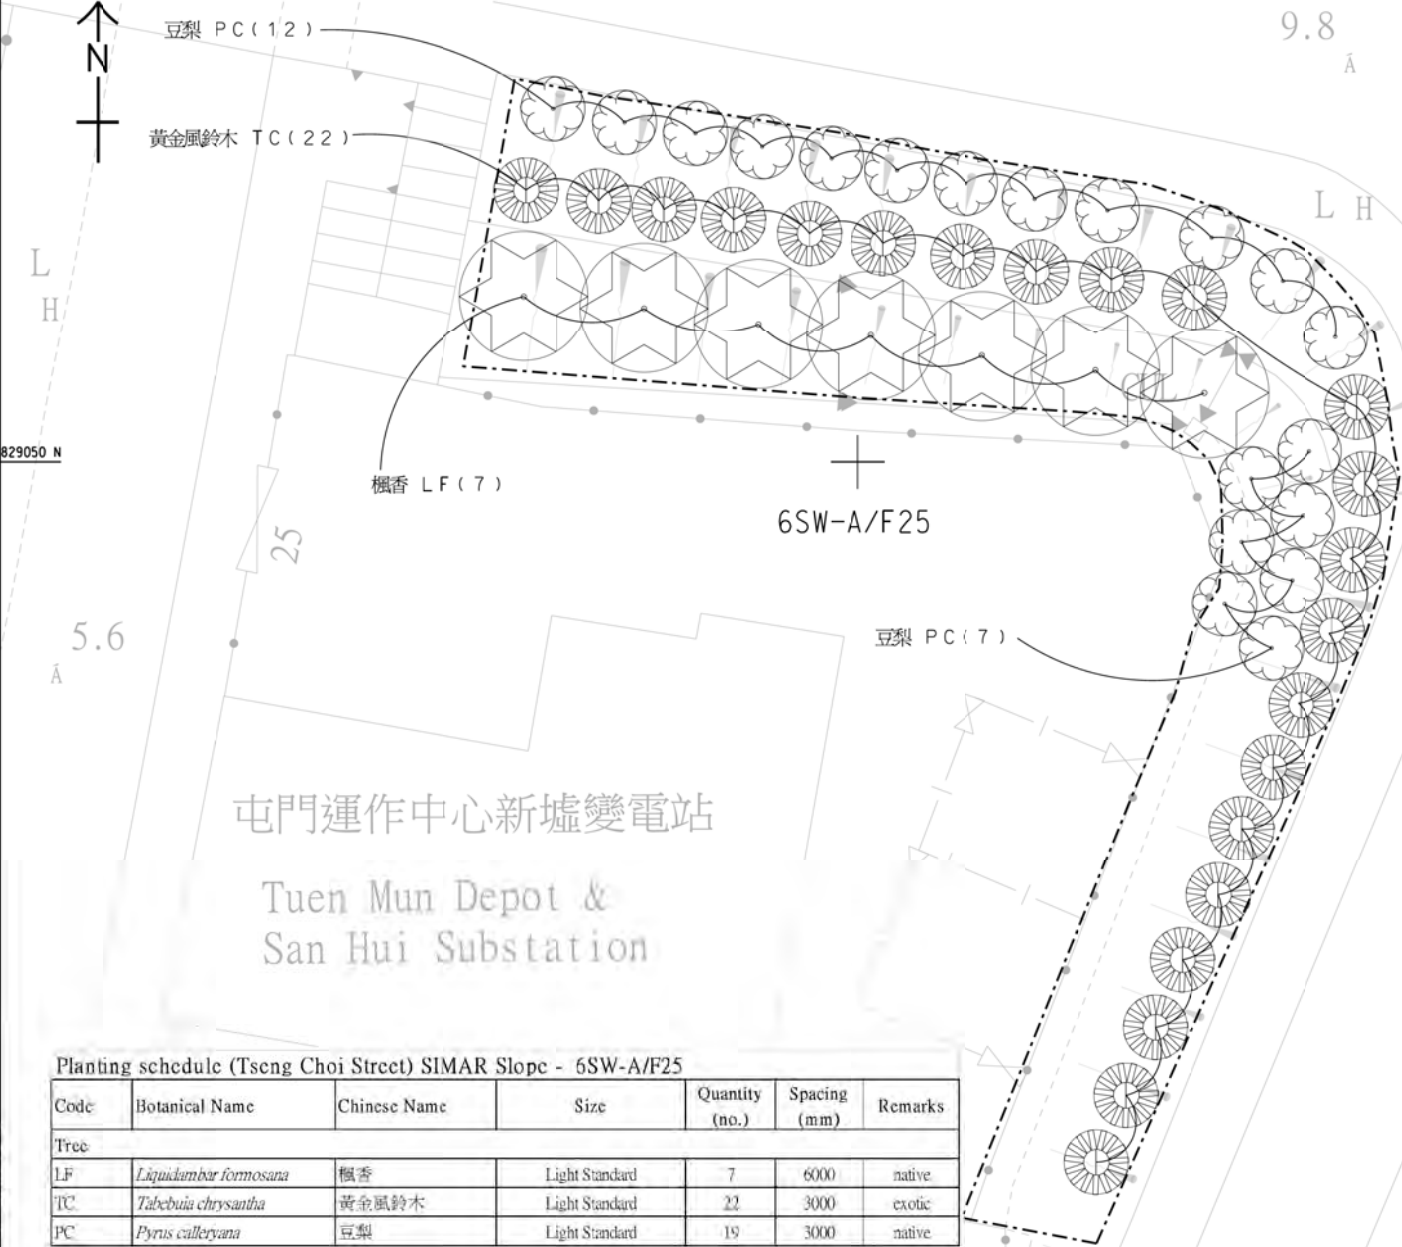 豆梨 PC(12)
9.8
Á
N
黃金風鈴木 TC(22)
L H
L
H
829050 N
楓香 LF(7)
6SW-A/F25
25
5.6
Á
豆梨 PC(7)
屯門運作中心新墟變電站
Tuen Mun Depot &
San Hui Substation
Planting schedule (Tseng Choi Street) SIMAR Slope - 6SW-A/F25
Code Botanical Name Chinese Name Size Quantity (no.) Spacing (mm) Remarks
Tree
LF Liquidambar formosana 楓香 Light Standard 7 6000 native
TC Tabebuia chrysantha 黃金風鈴木 Light Standard 22 3000 exotic
PC Pyrus calleryana 豆梨 Light Standard 19 3000 native